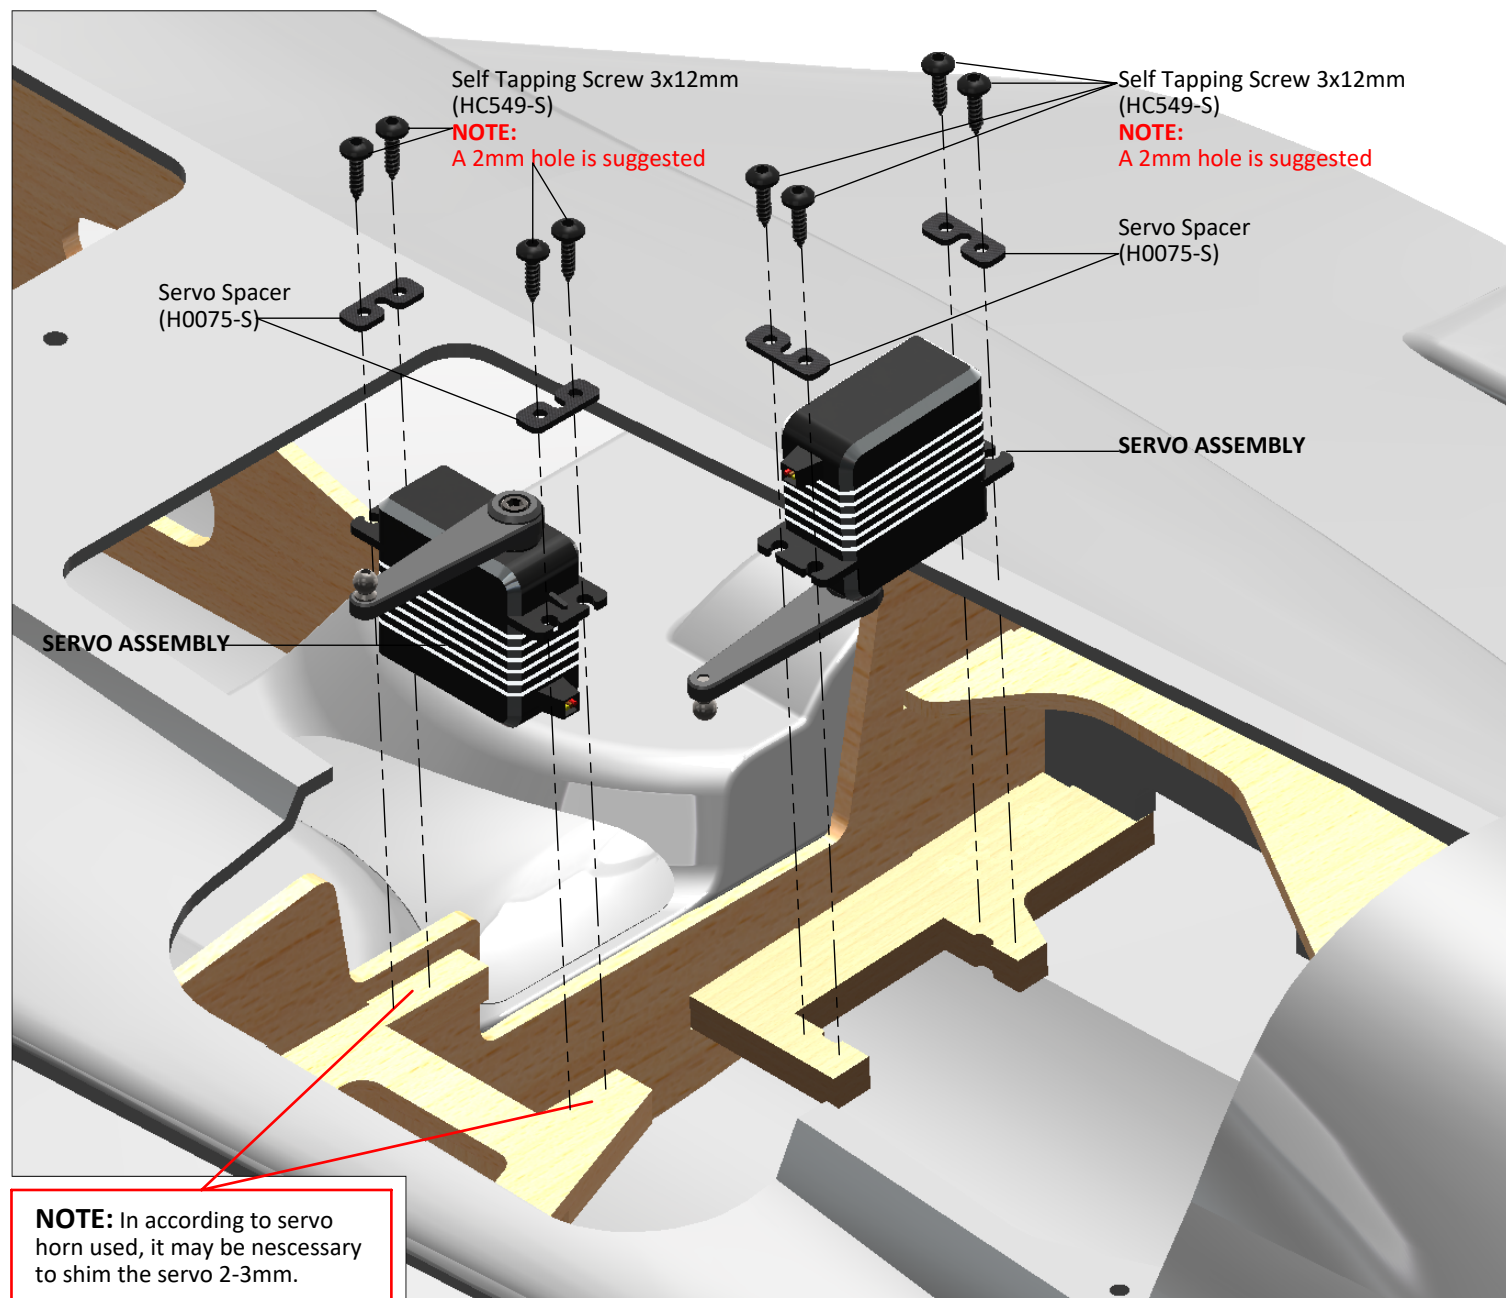 Self Tapping Screw 3x12mm
(HC549-S)
NOTE:
A 2mm hole is suggested
Self Tapping Screw 3x12mm
(HC549-S)
NOTE:
A 2mm hole is suggested
Servo Spacer
(H0075-S)
Servo Spacer
(H0075-S)
SERVO ASSEMBLY
SERVO ASSEMBLY
NOTE: In according to servo
horn used, it may be nescessary
to shim the servo 2-3mm.